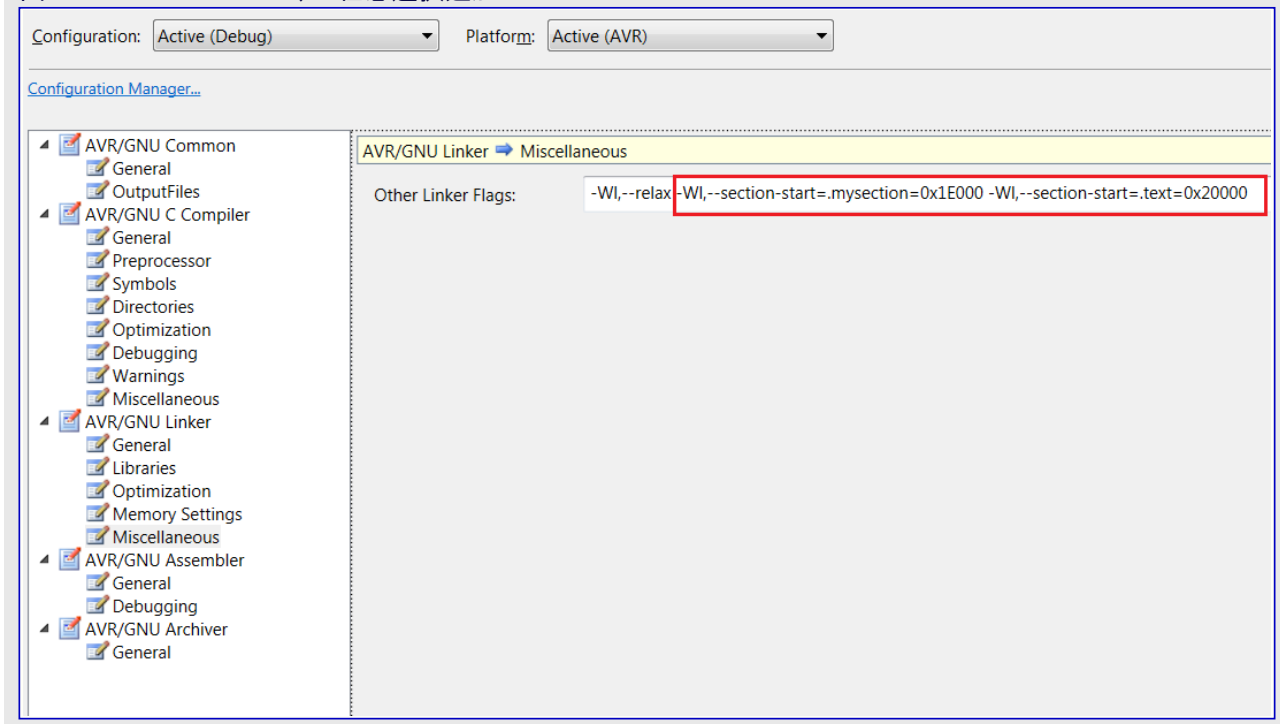 Configuration: Active (Debug) Platform: Active (AVR)
Configuration Manager...
AVR/GNU Common
General
OutputFiles
AVR/GNU C Compiler
General
Preprocessor
Symbols
Directories
Optimization
Debugging
Warnings
Miscellaneous
AVR/GNU Linker
General
Libraries
Optimization
Memory Settings
Miscellaneous
AVR/GNU Assembler
General
Debugging
AVR/GNU Archiver
General
AVR/GNU Linker ➡ Miscellaneous
Other Linker Flags: -Wl,--relax -Wl,--section-start=.mysection=0x1E000 -Wl,--section-start=.text=0x20000